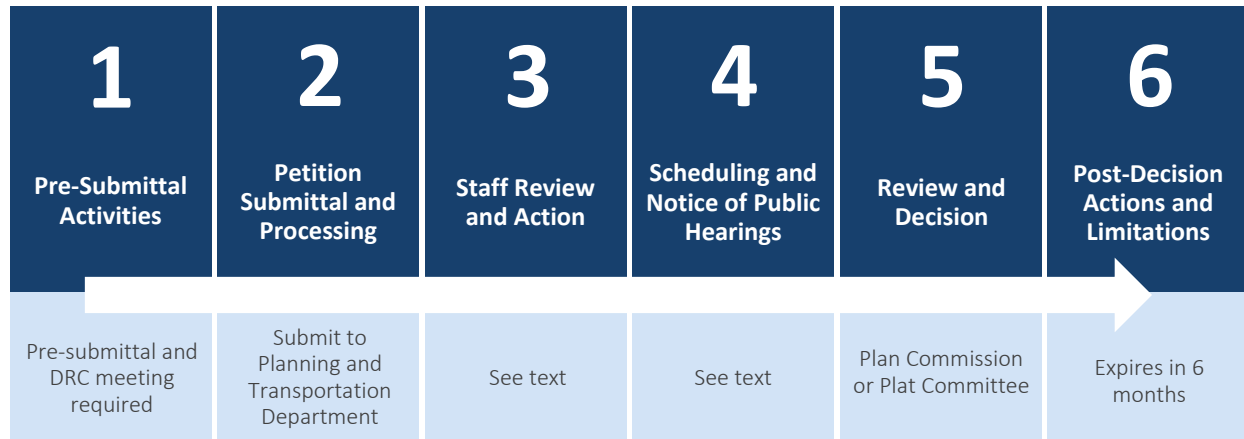 1
Pre-Submittal
Activities
Pre-submittal and
DRC meeting
required
2
Petition
Submittal and
Processing
Submit to
Planning and
Transportation
Department
3
Staff Review
and Action
See text
4
Scheduling and
Notice of Public
Hearings
See text
5
Review and
Decision
Plan Commission
or Plat Committee
6
Post-Decision
Actions and
Limitations
Expires in 6
months